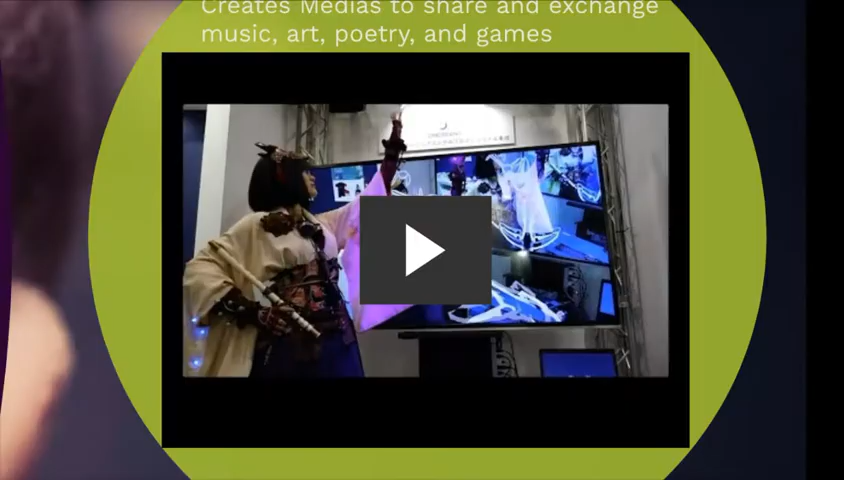 Creates Medias to share and exchange
music, art, poetry, and games